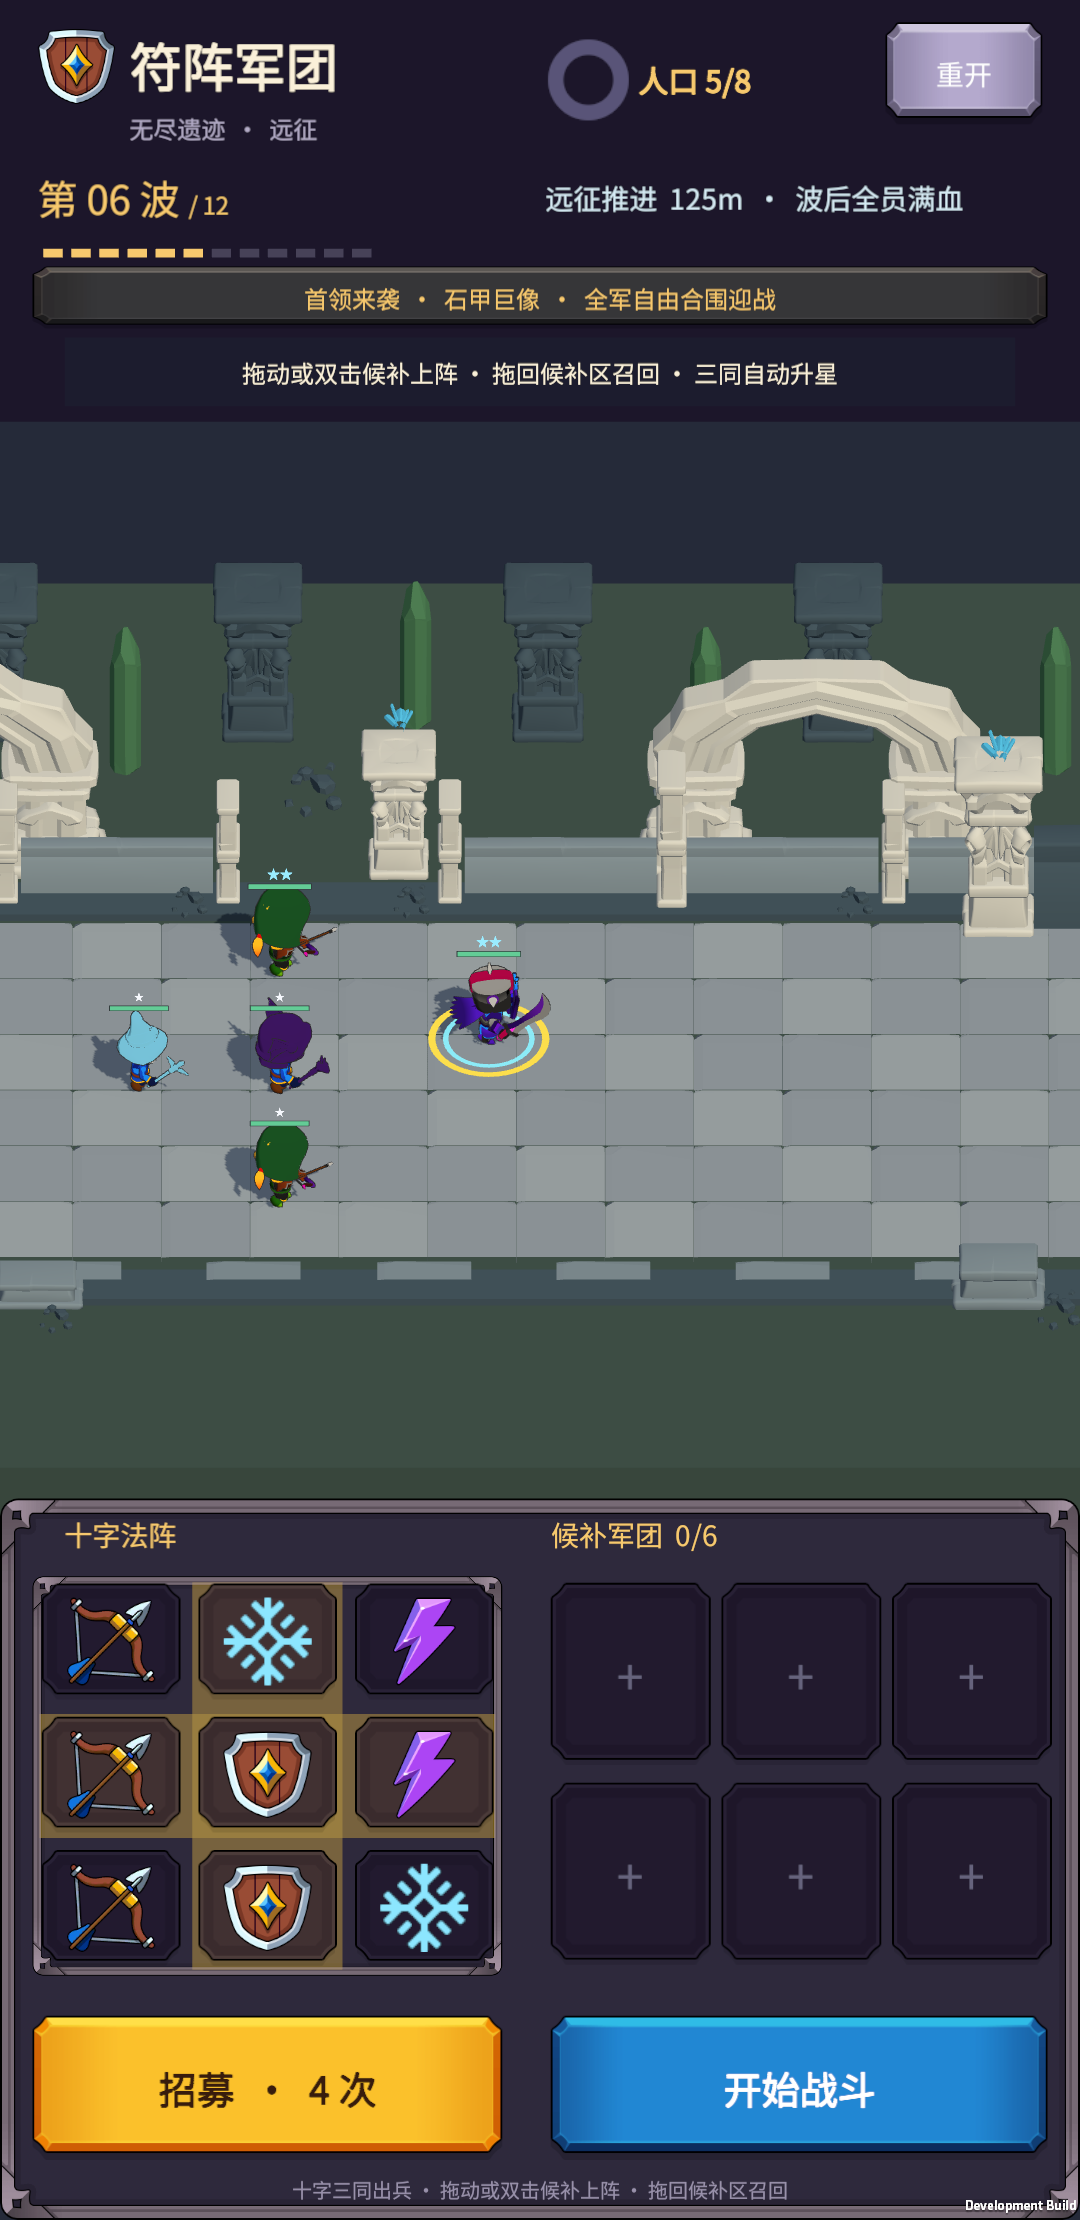 符阵军团
无尽遗迹 · 远征
人口 5/8
重开
第 06 波 / 12
远征推进 125m · 波后全员满血
首领来袭 · 石甲巨像 · 全军自由合围迎战
拖动或双击候补上阵 · 拖回候补区召回 · 三同自动升星
★★
★★
★
★
★
十字法阵
候补军团 0/6
+ + +
+ + +
招募 · 4 次
开始战斗
十字三同出兵 · 拖动或双击候补上阵 · 拖回候补区召回
Development Build